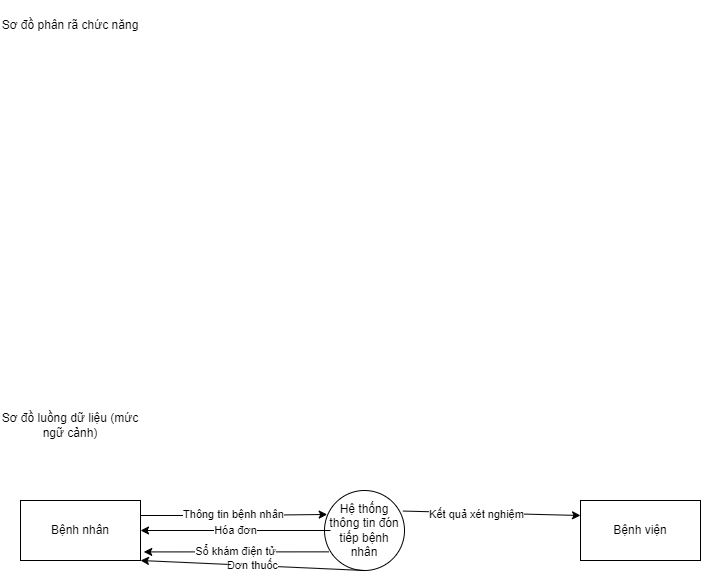 Sơ đồ phân rã chức năng
Sơ đồ luồng dữ liệu (mức
ngữ cảnh)
Bệnh nhân
Thông tin bệnh nhân
Hóa đơn
Sổ khám điện tử
Đơn thuốc
Hệ thống
thông tin đón
tiếp bệnh
nhân
Kết quả xét nghiệm
Bệnh viện